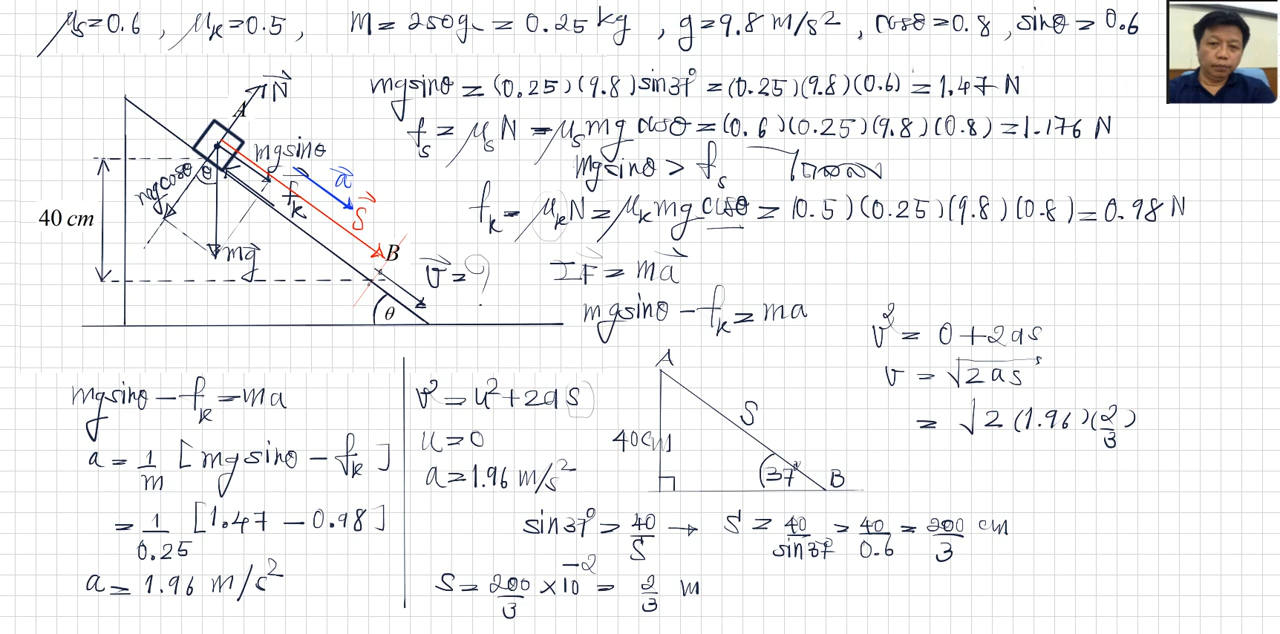 μs=0.6 , μk=0.5 , m = 250g = 0.25 kg , g=9.8 m/s² , cosθ=0.8 , sinθ = 0.6
mgsinθ = (0.25)(9.8)sin37° = (0.25)(9.8)(0.6) = 1.47 N
fs = μsN = μsmg cosθ = (0.6)(0.25)(9.8)(0.8) = 1.176 N
mgsinθ > fs
fk = μkN = μkmg cosθ = (0.5)(0.25)(9.8)(0.8) = 0.98 N
ΣF = ma
mgsinθ - fk = ma
N
A
mgsinθ
θ
mgcosθ
fk
a
S
40 cm
mg
B
v = ?
θ
mgsinθ - fk = ma
a = 1/m [mgsinθ - fk]
= 1/0.25 [1.47 - 0.98]
a = 1.96 m/s²
v² = u² + 2as
u = 0
a = 1.96 m/s²
A
S
40cm
37°
B
sin37° = 40/S → S = 40/sin37° = 40/0.6 = 200/3 cm
S = 200/3 × 10⁻² = 2/3 m
v² = 0 + 2as
v = √2as
= √2(1.96)(2/3)